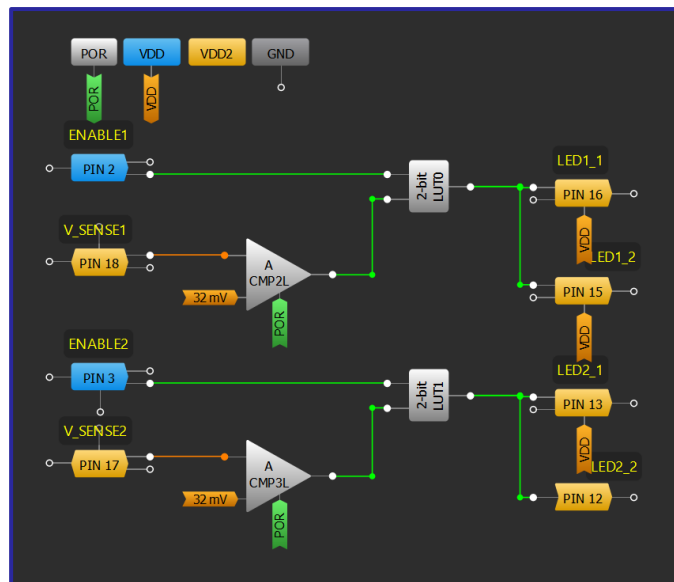 POR VDD VDD2 GND
POR VDD
ENABLE1
PIN 2
2-bit LUT0
LED1_1
PIN 16
V_SENSE1
PIN 18
A CMP2L
32 mV
POR
VDD
LED1_2
PIN 15
VDD
ENABLE2
PIN 3
2-bit LUT1
LED2_1
PIN 13
V_SENSE2
PIN 17
A CMP3L
32 mV
POR
VDD
LED2_2
PIN 12